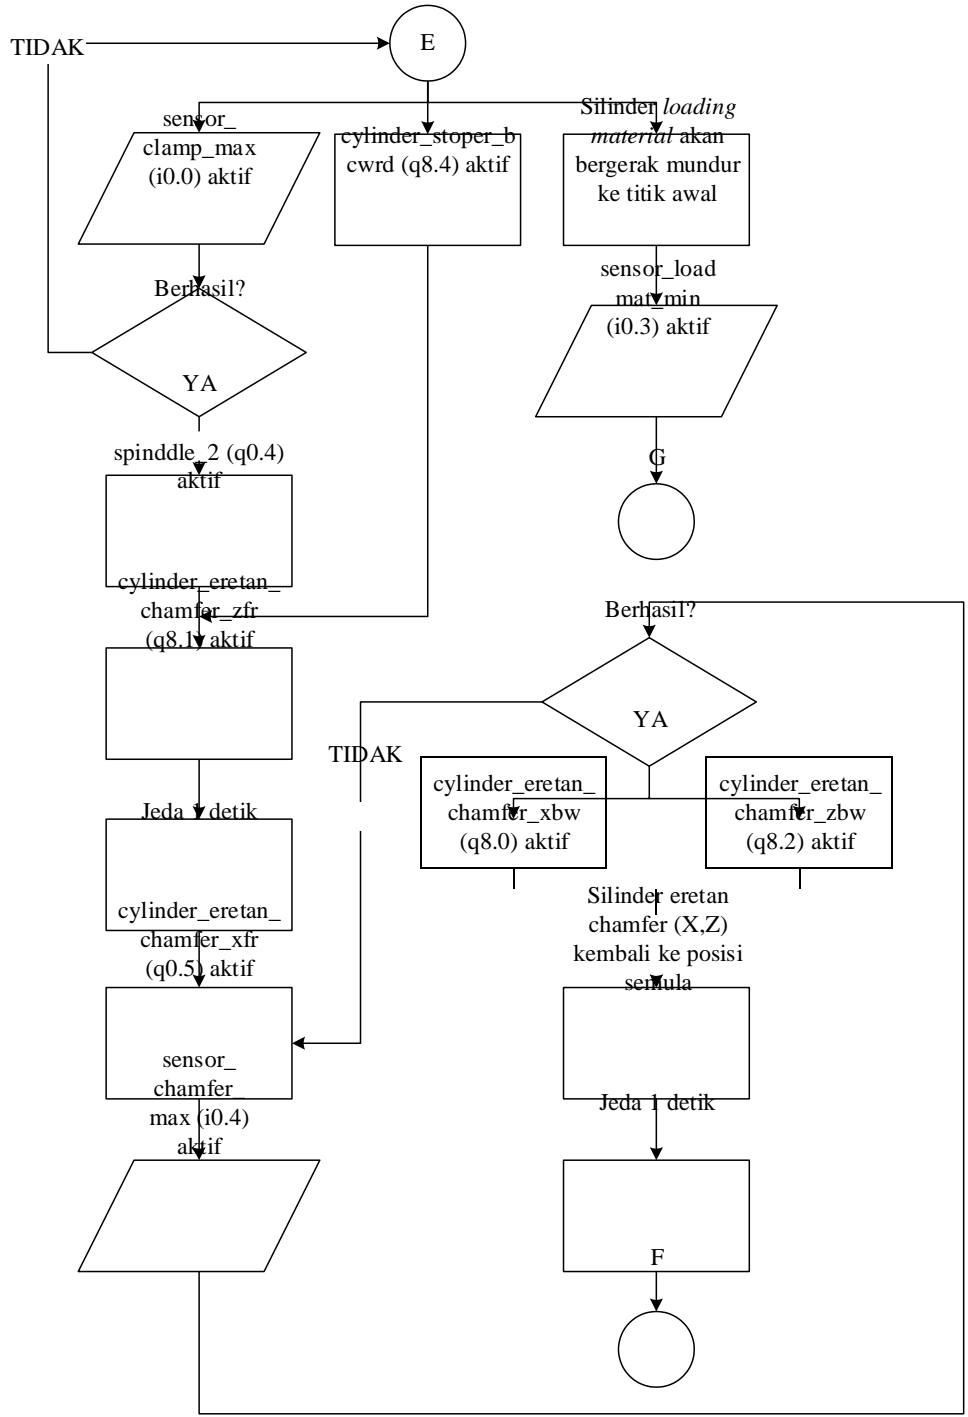 TIDAK
E
sensor_
clamp_max
(i0.0) aktif
cylinder_stoper_b
cwrd (q8.4) aktif
Silinder loading
material akan
bergerak mundur
ke titik awal
Berhasil?
YA
sensor_load
mat_min
(i0.3) aktif
G
spinddle_2 (q0.4)
aktif
cylinder_eretan_
chamfer_zfr
(q8.1) aktif
Jeda 1 detik
cylinder_eretan_
chamfer_xfr
(q0.5) aktif
sensor_
chamfer_
max (i0.4)
aktif
Berhasil?
YA
TIDAK
cylinder_eretan_
chamfer_xbw
(q8.0) aktif
cylinder_eretan_
chamfer_zbw
(q8.2) aktif
Silinder eretan
chamfer (X,Z)
kembali ke posisi
semula
Jeda 1 detik
F